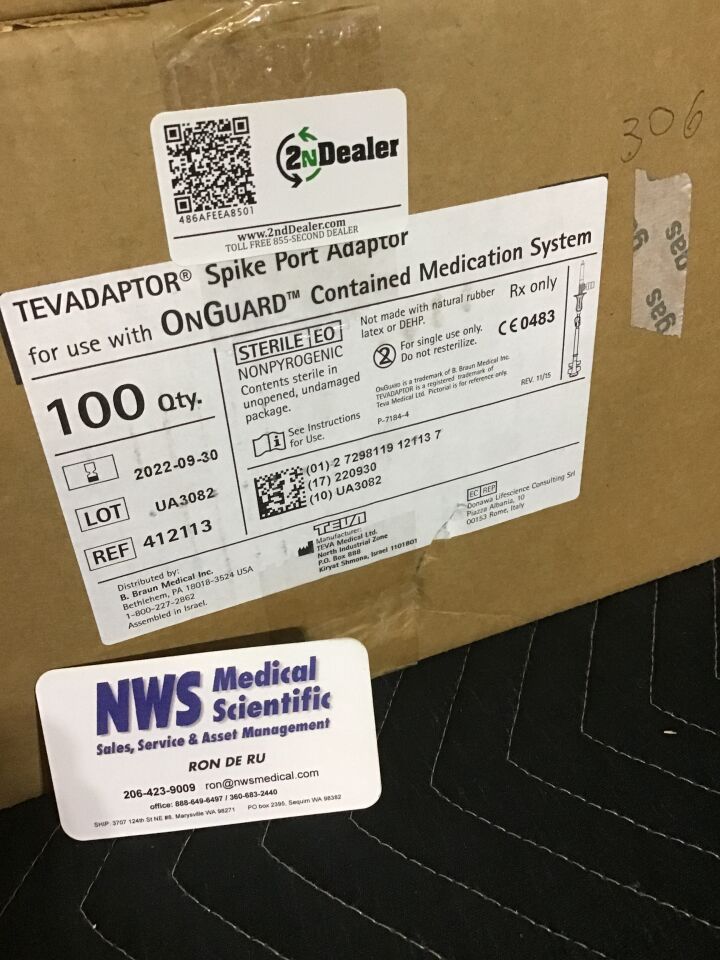 306
2NDealer
486AFEEA8501
www.2ndDealer.com
TOLL FREE 855-SECOND DEALER
gas
gas
TEVADAPTOR® Spike Port Adaptor
for use with ONGUARD™ Contained Medication System
100 Qty.
2022-09-30
LOT UA3082
REF 412113
STERILE EO
NONPYROGENIC
Contents sterile in
unopened, undamaged
package.
See Instructions
for Use.
Not made with natural rubber
latex or DEHP.
2
For single use only.
Do not resterilize.
Rx only
CE0483
ONGUARD is a trademark of B. Braun Medical Inc.
TEVADAPTOR is a registered trademark of
Teva Medical Ltd. Pictorial is for reference only.
P-7184-4
REV. 11/15
(01) 2 7298119 12113 7
(17) 220930
(10) UA3082
Distributed by:
B. Braun Medical Inc.
Bethlehem, PA 18018-3524 USA
1-800-227-2862
Assembled in Israel.
TEVA
Manufacturer:
TEVA Medical Ltd.
North Industrial Zone
P.O. Box 888
Kiryat Shmona, Israel 1101801
EC REP
Donawa Lifescience Consulting Srl
Piazza Albania, 10
00153 Rome, Italy
NWS Medical
Scientific
Sales, Service & Asset Management
RON DE RU
206-423-9009 ron@nwsmedical.com
office: 888-649-6497 / 360-683-2440
SHIP: 3707 124th St NE #8, Marysville WA 98271 PO box 2395, Sequim WA 98382